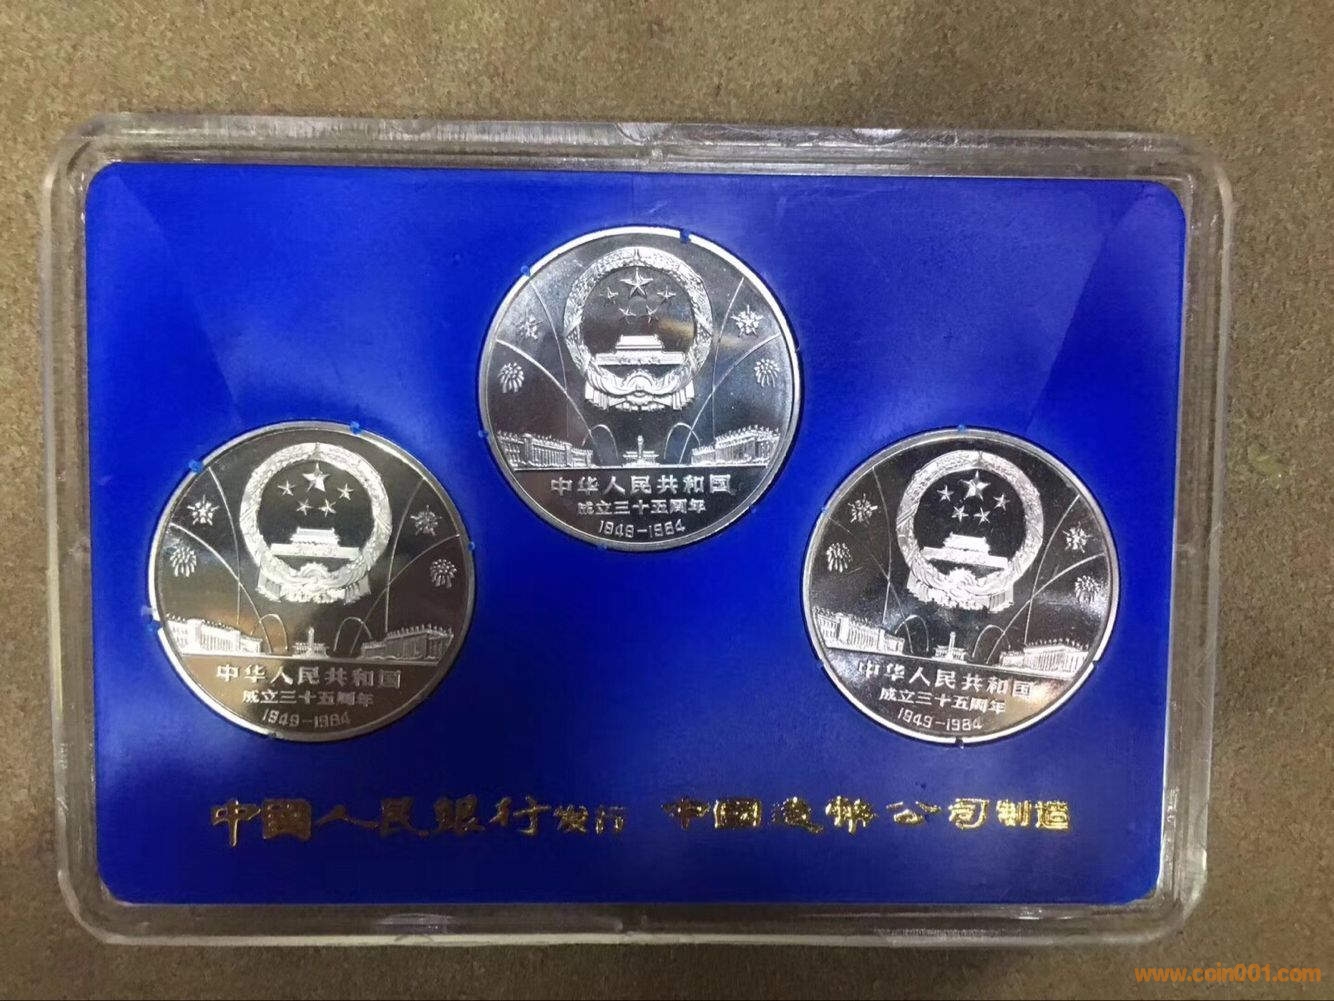 中华人民共和国
成立三十五周年
1949-1984
中华人民共和国
成立三十五周年
1949-1984
中华人民共和国
成立三十五周年
1949-1984
中國人民银行发行 中國造幣公司制造
www.coin001.com